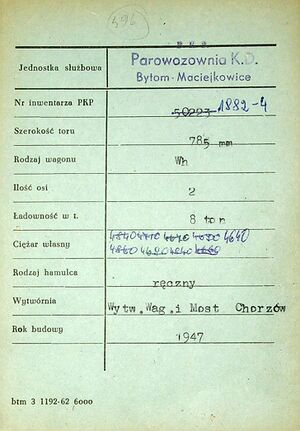 396
Jednostka służbowa Parowozownia K.D.
Bytom-Maciejkowice
Nr inwentarza PKP 50293 1882-4
Szerokość toru 785 mm
Rodzaj wagonu Wh
Ilość osi 2
Ładowność w t. 8 ton
Ciężar własny 4640
Rodzaj hamulca ręczny
Wytwórnia Wytw.Wag.i Most Chorzów
Rok budowy 1947
btm 3 1192-62 6000